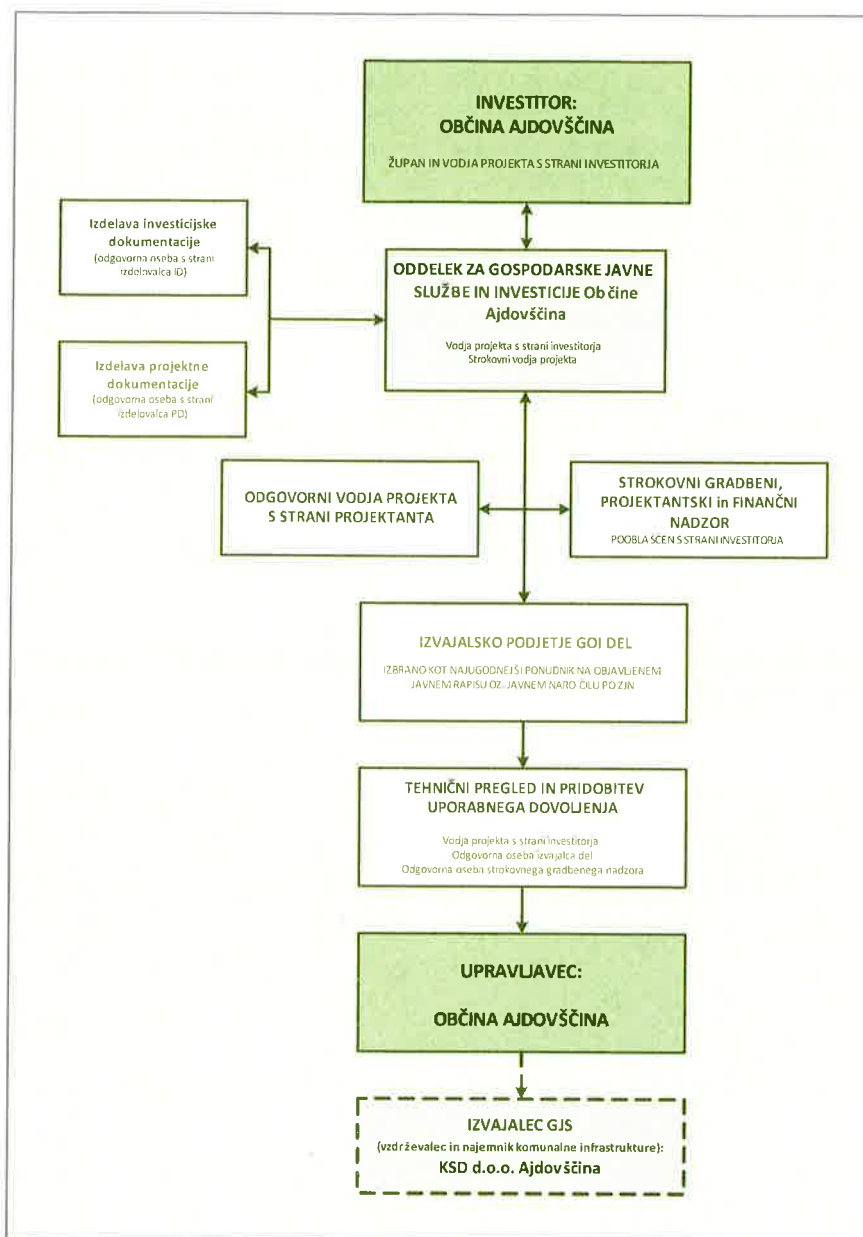 INVESTITOR:
OBČINA AJDOVŠČINA
ŽUPAN IN VODJA PROJEKTA S STRANI INVESTITORJA
Izdelava investicijske
dokumentacije
(odgovorna oseba s strani
izdelovalca ID)
ODDELEK ZA GOSPODARSKE JAVNE
SLUŽBE IN INVESTICIJE Občine
Ajdovščina
Vodja projekta s strani investitorja
Strokovni vodja projekta
Izdelava projektne
dokumentacije
(odgovorna oseba s strani
izdelovalca PD)
ODGOVORNI VODJA PROJEKTA
S STRANI PROJEKTANTA
STROKOVNI GRADBENI,
PROJEKTANTSKI in FINANČNI
NADZOR
POOBLAŠČEN S STRANI INVESTITORJA
IZVAJALSKO PODJETJE GOI DEL
IZBRANO KOT NAJUGODNEJŠI PONUDNIK NA OBJAVLJENEM
JAVNEM RAPISU OZ. JAVNEM NAROČILU PO ZJN
TEHNIČNI PREGLED IN PRIDOBITEV
UPORABNEGA DOVOLJENJA
Vodja projekta s strani investitorja
Odgovorna oseba izvajalca del
Odgovorna oseba strokovnega gradbenega nadzora
UPRAVLJAVEC:
OBČINA AJDOVŠČINA
IZVAJALEC GJS
(vzdrževalec in najemnik komunalne infrastrukture):
KSD d.o.o. Ajdovščina